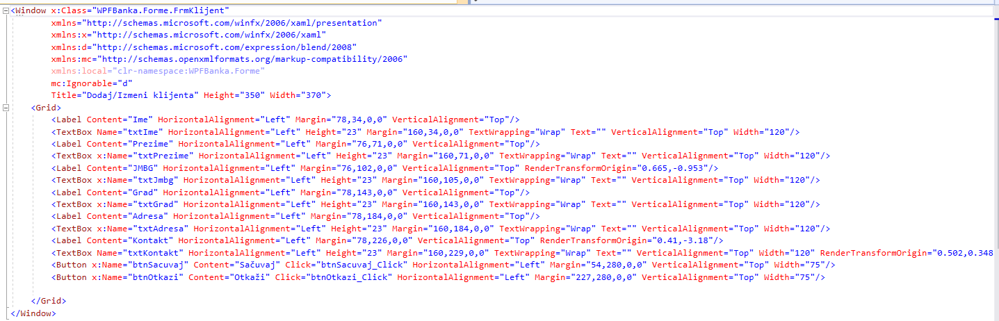 <Window x:Class="WPFBanka.Forme.FrmKlijent"
xmlns="http://schemas.microsoft.com/winfx/2006/xaml/presentation"
xmlns:x="http://schemas.microsoft.com/winfx/2006/xaml"
xmlns:d="http://schemas.microsoft.com/expression/blend/2008"
xmlns:mc="http://schemas.openxmlformats.org/markup-compatibility/2006"
xmlns:local="clr-namespace:WPFBanka.Forme"
mc:Ignorable="d"
Title="Dodaj/Izmeni klijenta" Height="350" Width="370">
<Grid>
<Label Content="Ime" HorizontalAlignment="Left" Margin="78,34,0,0" VerticalAlignment="Top"/>
<TextBox Name="txtIme" HorizontalAlignment="Left" Height="23" Margin="160,34,0,0" TextWrapping="Wrap" Text="" VerticalAlignment="Top" Width="120"/>
<Label Content="Prezime" HorizontalAlignment="Left" Margin="76,71,0,0" VerticalAlignment="Top"/>
<TextBox x:Name="txtPrezime" HorizontalAlignment="Left" Height="23" Margin="160,71,0,0" TextWrapping="Wrap" Text="" VerticalAlignment="Top" Width="120"/>
<Label Content="JMBG" HorizontalAlignment="Left" Margin="76,102,0,0" VerticalAlignment="Top" RenderTransformOrigin="0.665,-0.953"/>
<TextBox x:Name="txtJmbg" HorizontalAlignment="Left" Height="23" Margin="160,105,0,0" TextWrapping="Wrap" Text="" VerticalAlignment="Top" Width="120"/>
<Label Content="Grad" HorizontalAlignment="Left" Margin="78,143,0,0" VerticalAlignment="Top"/>
<TextBox x:Name="txtGrad" HorizontalAlignment="Left" Height="23" Margin="160,143,0,0" TextWrapping="Wrap" Text="" VerticalAlignment="Top" Width="120"/>
<Label Content="Adresa" HorizontalAlignment="Left" Margin="78,184,0,0" VerticalAlignment="Top"/>
<TextBox x:Name="txtAdresa" HorizontalAlignment="Left" Height="23" Margin="160,184,0,0" TextWrapping="Wrap" Text="" VerticalAlignment="Top" Width="120"/>
<Label Content="Kontakt" HorizontalAlignment="Left" Margin="78,226,0,0" VerticalAlignment="Top" RenderTransformOrigin="0.41,-3.18"/>
<TextBox Name="txtKontakt" HorizontalAlignment="Left" Height="23" Margin="160,229,0,0" TextWrapping="Wrap" Text="" VerticalAlignment="Top" Width="120" RenderTransformOrigin="0.502,0.348
<Button x:Name="btnSacuvaj" Content="Sačuvaj" Click="btnSacuvaj_Click" HorizontalAlignment="Left" Margin="54,280,0,0" VerticalAlignment="Top" Width="75"/>
<Button x:Name="btnOtkazi" Content="Otkaži" Click="btnOtkazi_Click" HorizontalAlignment="Left" Margin="227,280,0,0" VerticalAlignment="Top" Width="75"/>
</Grid>
</Window>